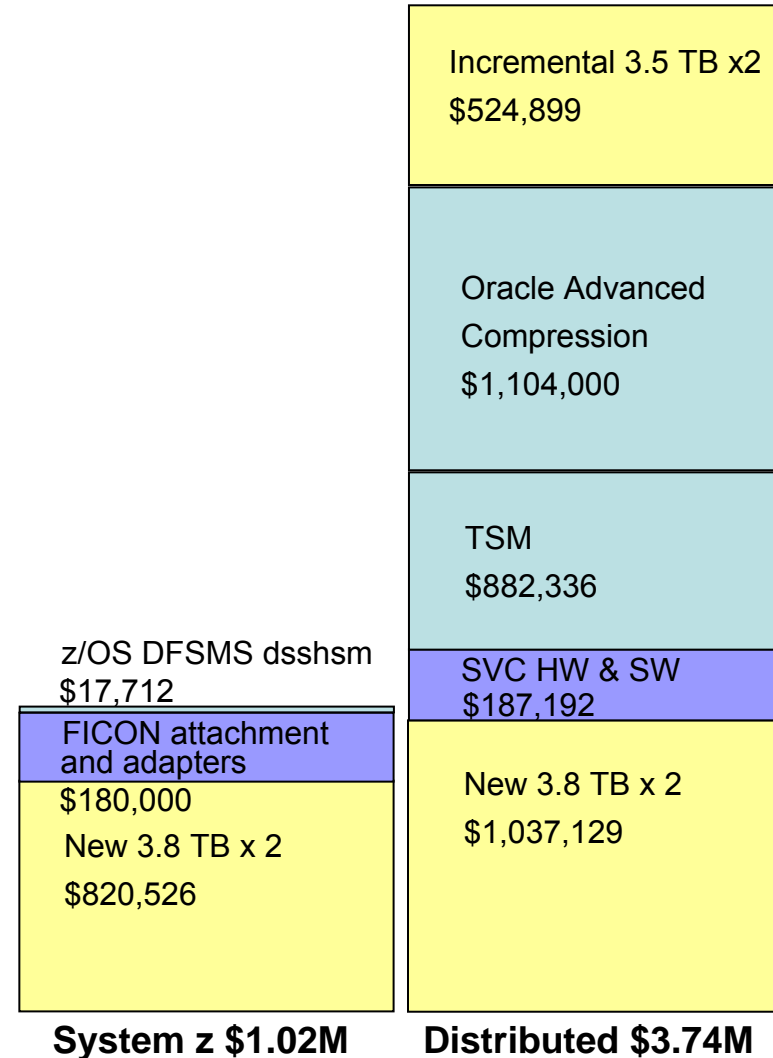 Incremental 3.5 TB x2
$524,899
Oracle Advanced
Compression
$1,104,000
TSM
$882,336
SVC HW & SW
$187,192
New 3.8 TB x 2
$1,037,129
z/OS DFSMS dsshsm
$17,712
FICON attachment
and adapters
$180,000
New 3.8 TB x 2
$820,526
System z $1.02M
Distributed $3.74M